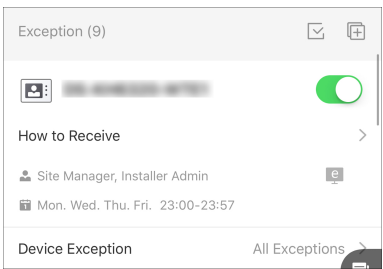 Exception (9)
How to Receive
Site Manager, Installer Admin
e
1
Mon. Wed. Thu. Fri. 23:00-23:57
Device Exception All Exceptions